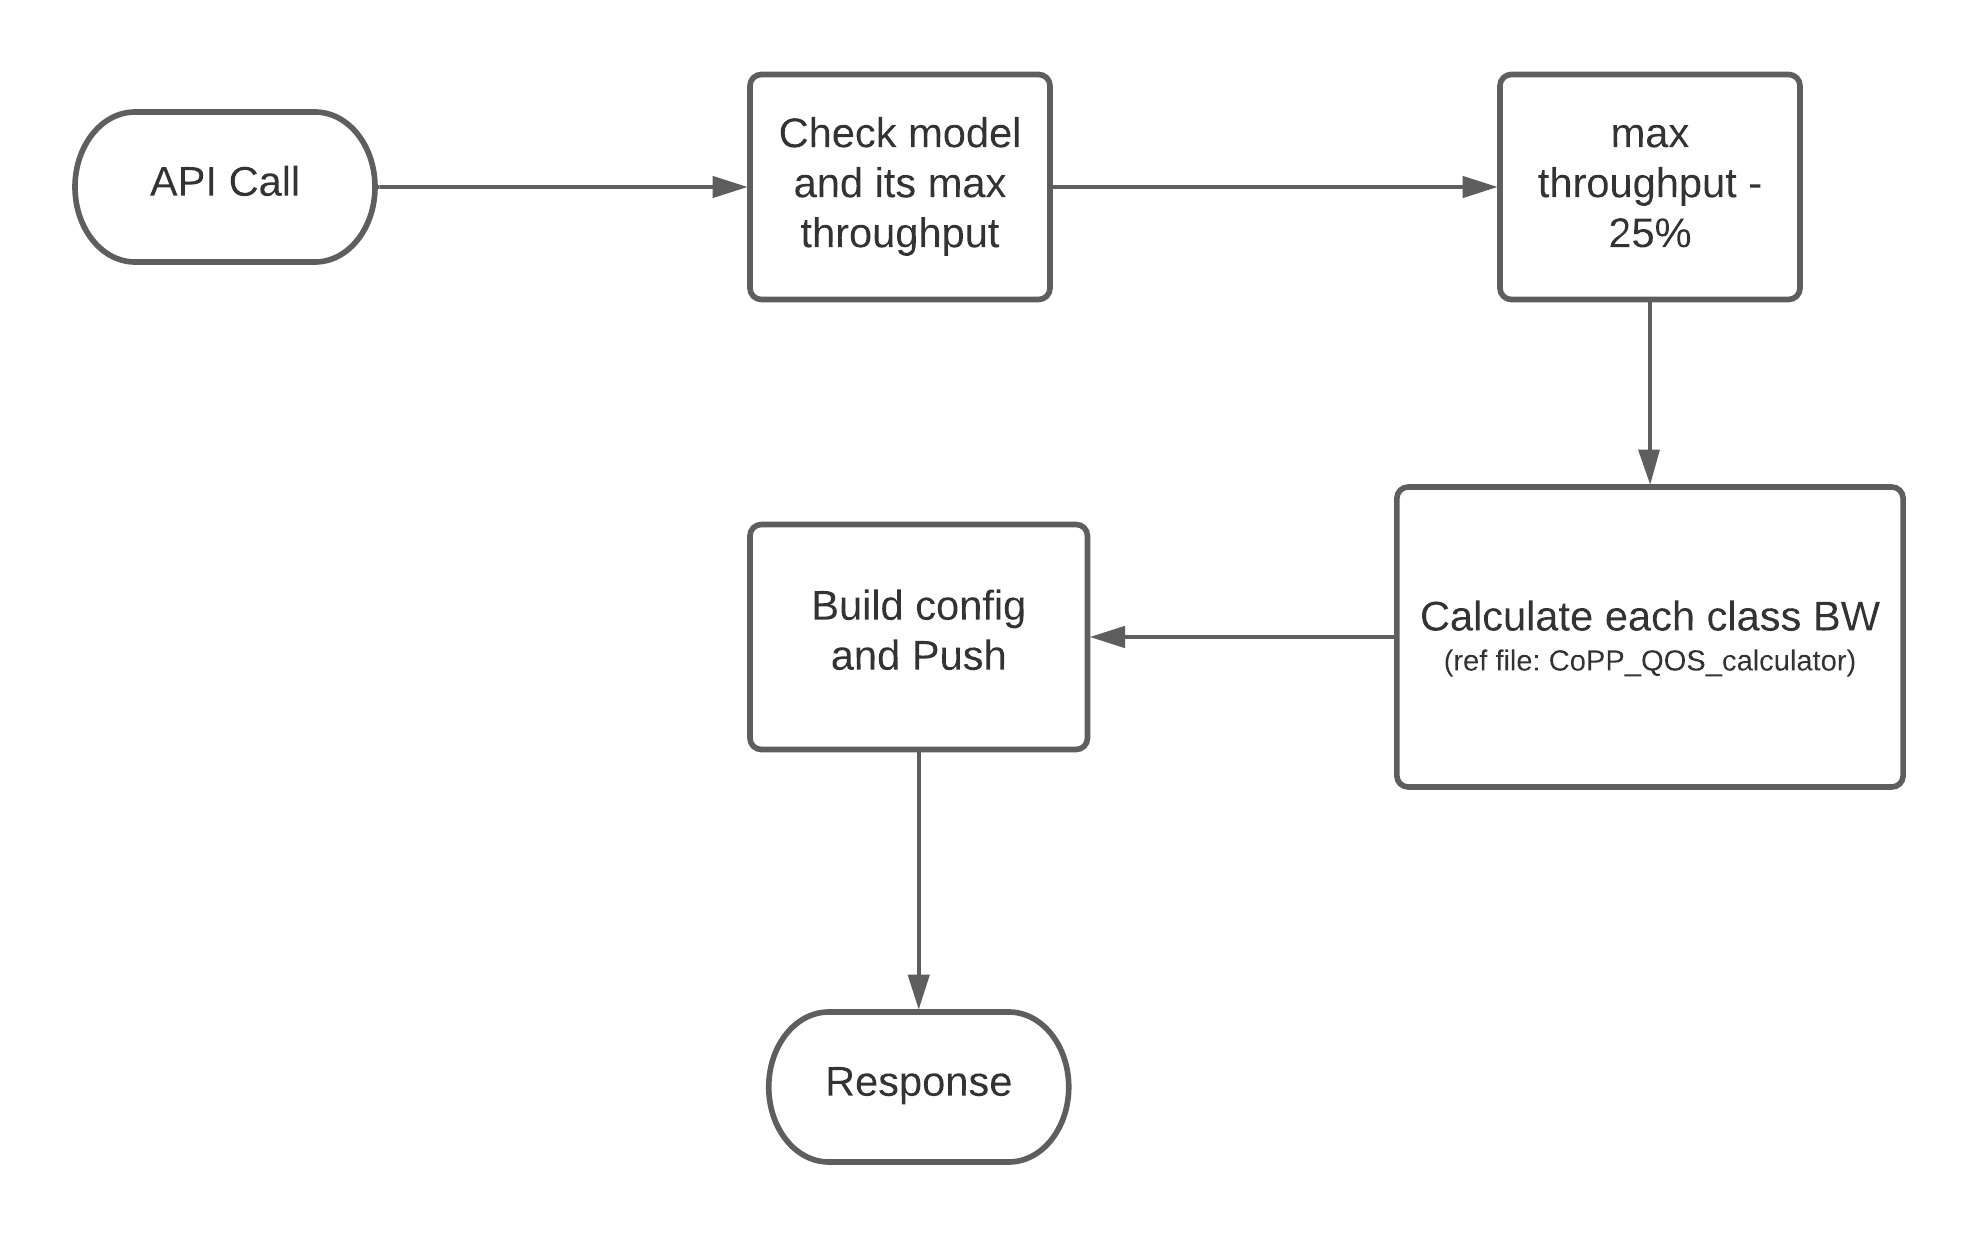 API Call
Check model
and its max
throughput
max
throughput -
25%
Calculate each class BW
(ref file: CoPP_QOS_calculator)
Build config
and Push
Response